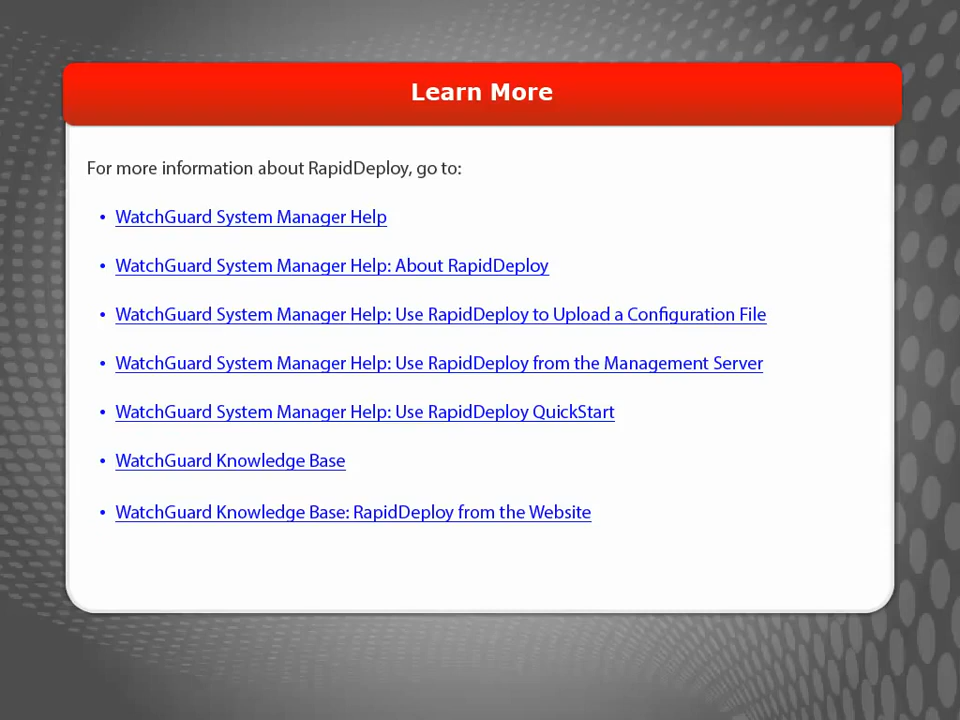 Learn More
For more information about RapidDeploy, go to:
• WatchGuard System Manager Help
• WatchGuard System Manager Help: About RapidDeploy
• WatchGuard System Manager Help: Use RapidDeploy to Upload a Configuration File
• WatchGuard System Manager Help: Use RapidDeploy from the Management Server
• WatchGuard System Manager Help: Use RapidDeploy QuickStart
• WatchGuard Knowledge Base
• WatchGuard Knowledge Base: RapidDeploy from the Website